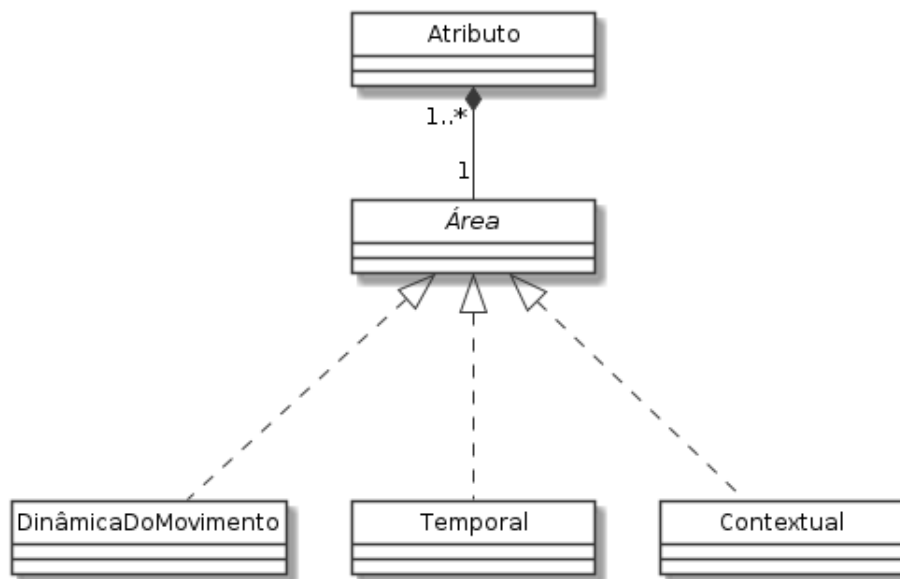 Atributo
1..*
1
Área
DinâmicaDoMovimento
Temporal
Contextual